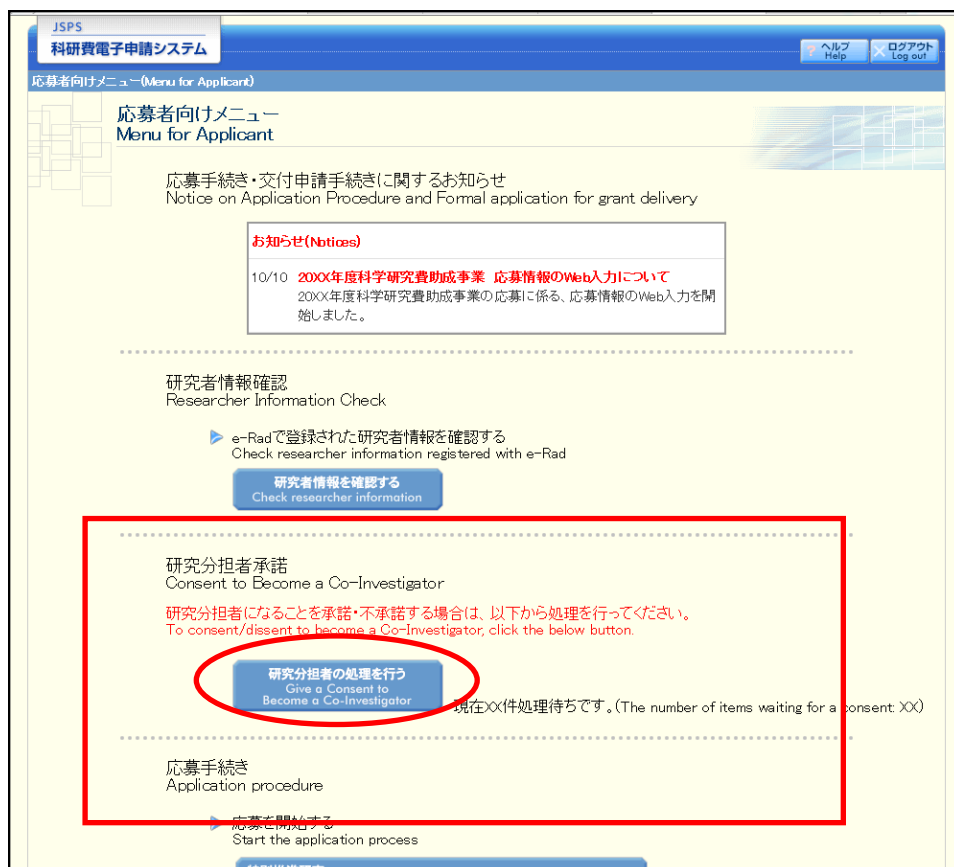 JSPS
科研費電子申請システム
ヘルプ
Help
ログアウト
Log out
応募者向けメニュー(Menu for Applicant)
応募者向けメニュー
Menu for Applicant
応募手続き・交付申請手続きに関するお知らせ
Notice on Application Procedure and Formal application for grant delivery
お知らせ(Notices)
10/10 20XX年度科学研究費助成事業 応募情報のWeb入力について
20XX年度科学研究費助成事業の応募に係る、応募情報のWeb入力を開
始しました。
研究者情報確認
Researcher Information Check
e-Radで登録された研究者情報を確認する
Check researcher information registered with e-Rad
研究者情報を確認する
Check researcher information
研究分担者承諾
Consent to Become a Co-Investigator
研究分担者になることを承諾・不承諾する場合は、以下から処理を行ってください。
To consent/dissent to become a Co-Investigator, click the below button.
研究分担者の処理を行う
Give a Consent to
Become a Co-Investigator
現在XX件処理待ちです。(The number of items waiting for a consent: XX)
応募手続き
Application procedure
応募を開始する
Start the application process